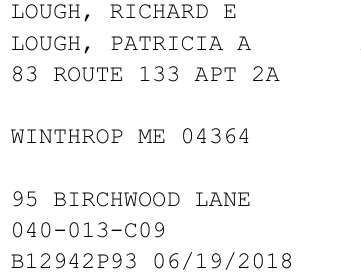 LOUGH, RICHARD E
LOUGH, PATRICIA A
83 ROUTE 133 APT 2A
WINTHROP ME 04364
95 BIRCHWOOD LANE
040-013-C09
B12942P93 06/19/2018